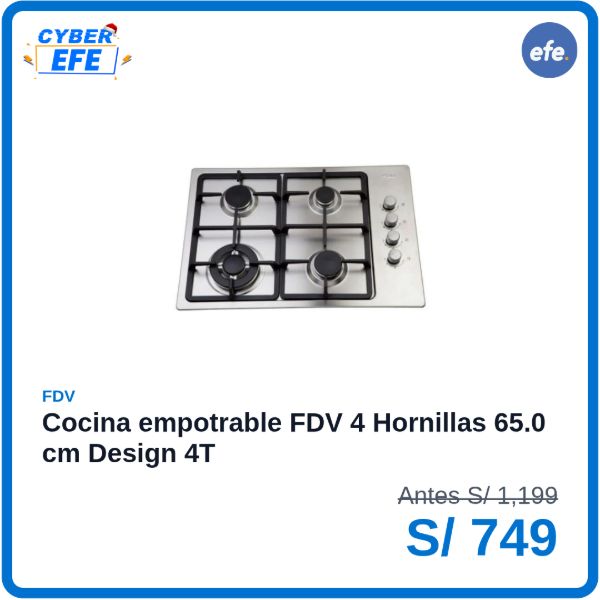 CYBER
EFE
efe.
FDV
Cocina empotrable FDV 4 Hornillas 65.0
cm Design 4T
Antes S/ 1,199
S/ 749